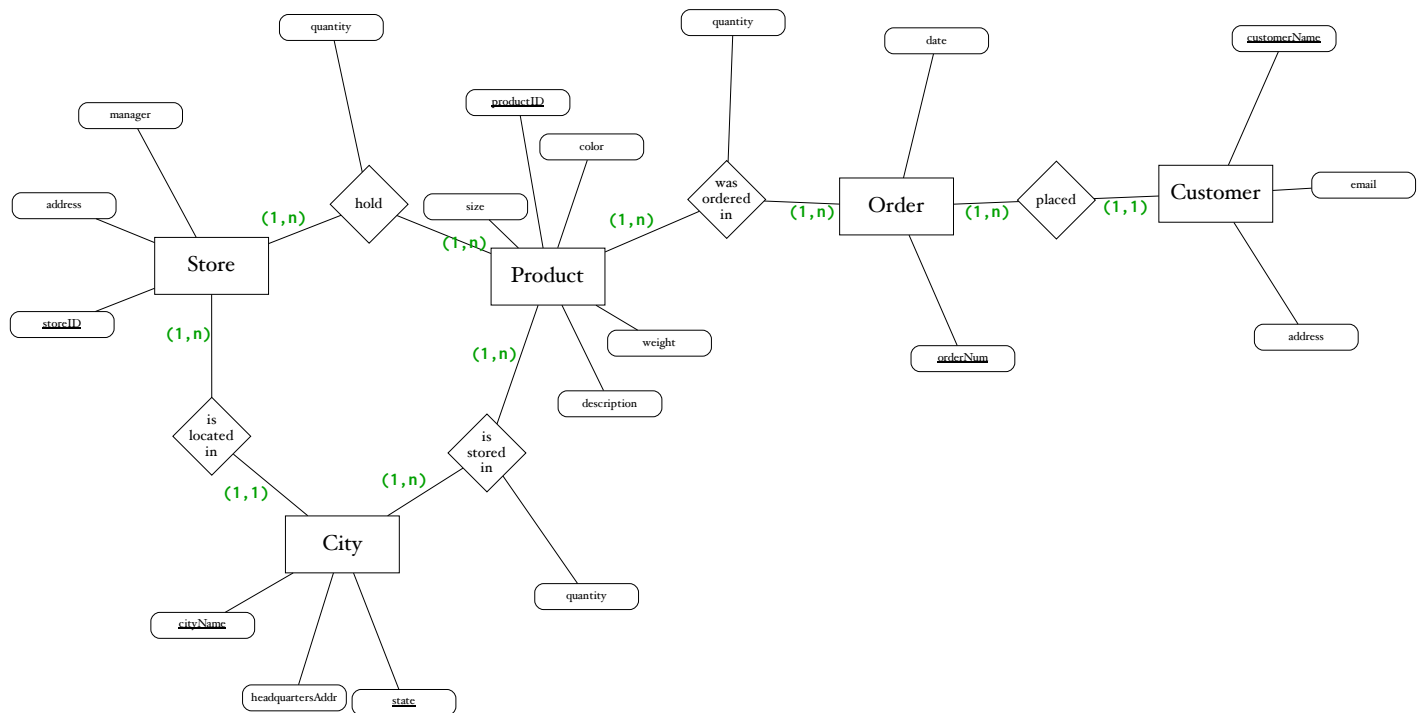 quantity
quantity
date
customerName
manager
productID
color
address
size
hold
was
ordered
in
Order
placed
Customer
email
(1,n)
(1,n)
(1,n)
(1,n)
(1,n)
(1,1)
Store
Product
storeID
(1,n)
(1,n)
weight
orderNum
address
description
is
located
in
is
stored
in
(1,1)
(1,n)
City
quantity
cityName
headquartersAddr
state